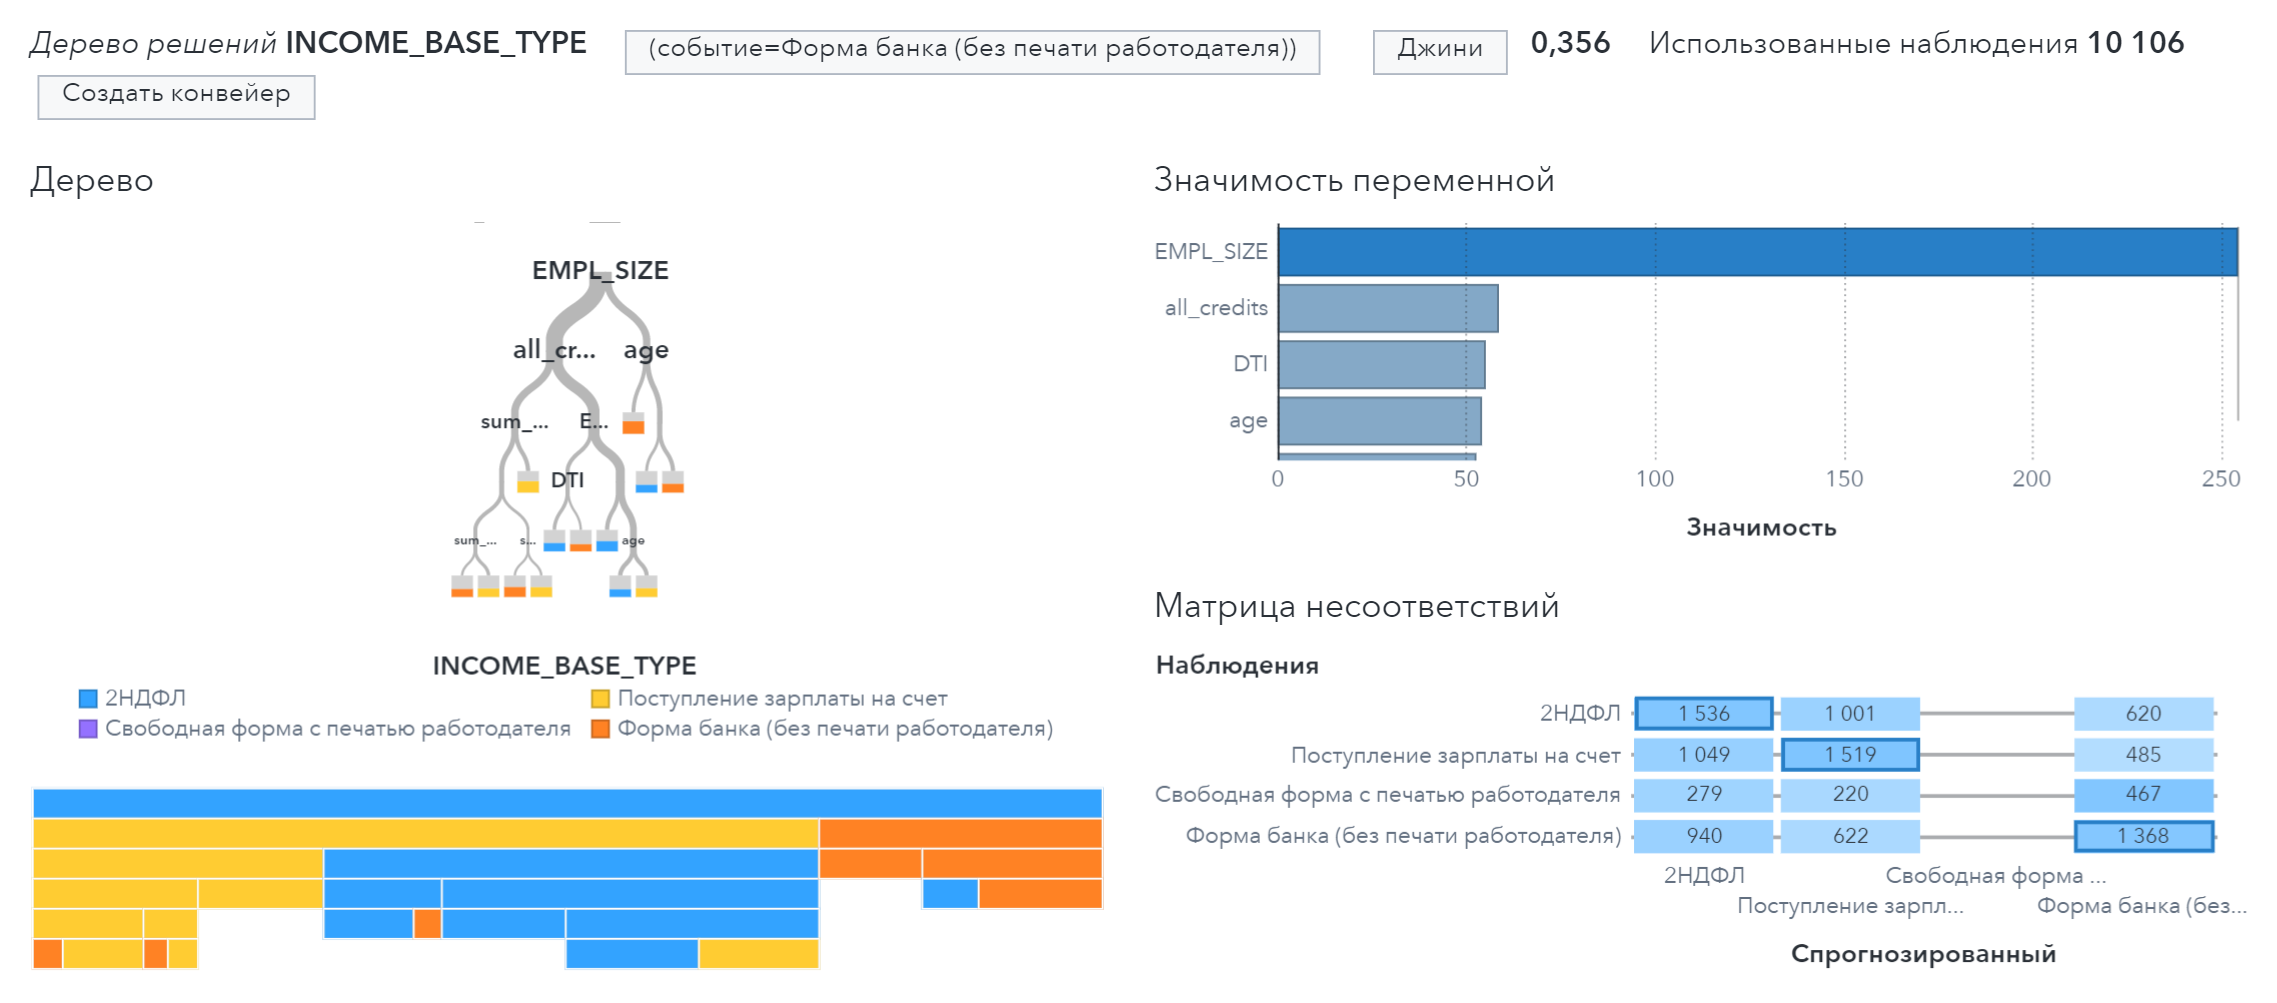 Дерево решений INCOME_BASE_TYPE (событие=Форма банка (без печати работодателя)) Джини 0,356 Использованные наблюдения 10 106
Создать конвейер
Дерево
EMPL_SIZE
all_cr... age
sum_... E...
DTI
sum_... s... age
INCOME_BASE_TYPE
2НДФЛ Поступление зарплаты на счет
Свободная форма с печатью работодателя Форма банка (без печати работодателя)
Значимость переменной
EMPL_SIZE
all_credits
DTI
age
0 50 100 150 200 250
Значимость
Матрица несоответствий
Наблюдения
2НДФЛ 1 536 1 001 620
Поступление зарплаты на счет 1 049 1 519 485
Свободная форма с печатью работодателя 279 220 467
Форма банка (без печати работодателя) 940 622 1 368
2НДФЛ Свободная форма ...
Поступление зарпл... Форма банка (без...
Спрогнозированный